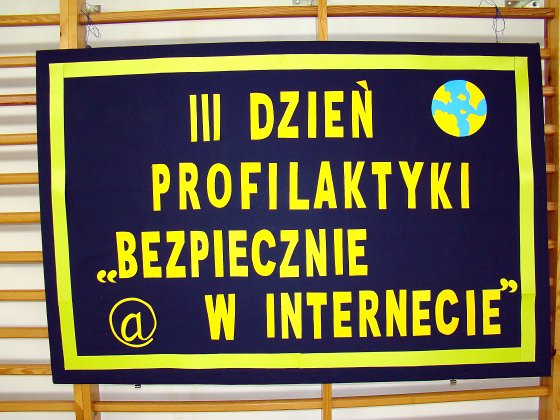 III DZIEŃ
PROFILAKTYKI
„BEZPIECZNIE
@ W INTERNECIE”